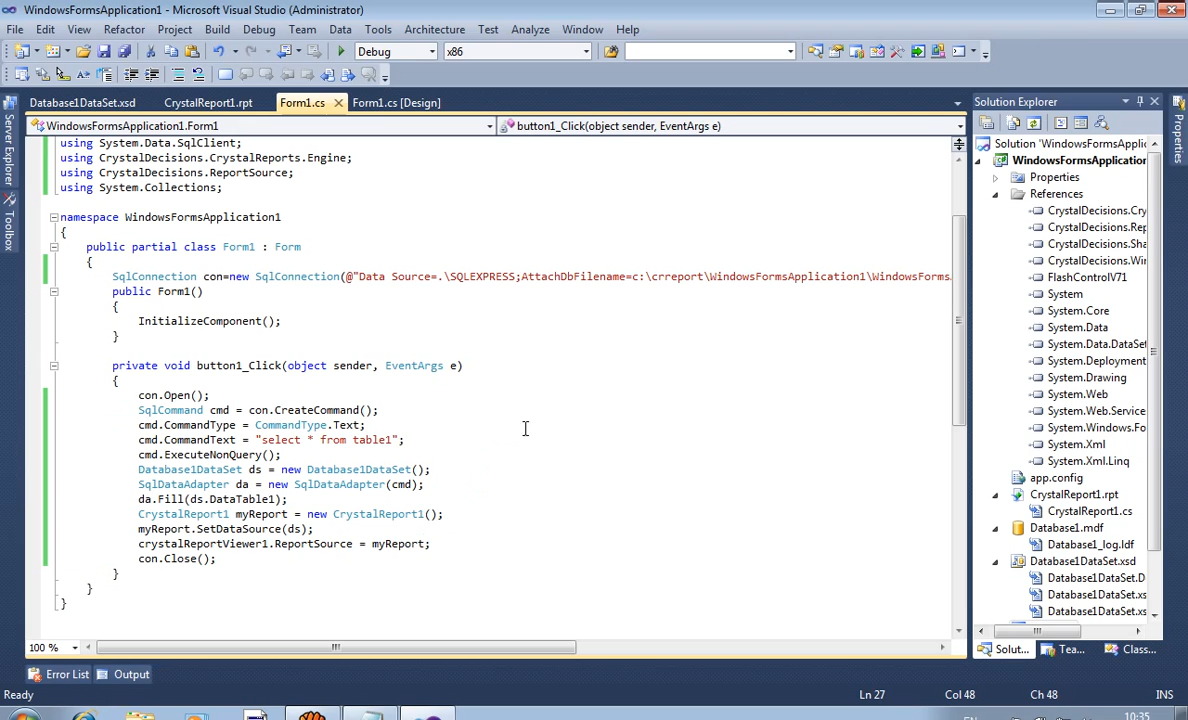 WindowsFormsApplication1 - Microsoft Visual Studio (Administrator)
File Edit View Refactor Project Build Debug Team Data Tools Architecture Test Analyze Window Help
Debug x86
Database1DataSet.xsd CrystalReport1.rpt Form1.cs Form1.cs [Design]
WindowsFormsApplication1.Form1 button1_Click(object sender, EventArgs e)
using System.Data.SqlClient;
using CrystalDecisions.CrystalReports.Engine;
using CrystalDecisions.ReportSource;
using System.Collections;
namespace WindowsFormsApplication1
{
public partial class Form1 : Form
{
SqlConnection con=new SqlConnection(@"Data Source=.\SQLEXPRESS;AttachDbFilename=c:\crreport\WindowsFormsApplication1\WindowsForms
public Form1()
{
InitializeComponent();
}
private void button1_Click(object sender, EventArgs e)
{
con.Open();
SqlCommand cmd = con.CreateCommand();
cmd.CommandType = CommandType.Text;
cmd.CommandText = "select * from table1";
cmd.ExecuteNonQuery();
Database1DataSet ds = new Database1DataSet();
SqlDataAdapter da = new SqlDataAdapter(cmd);
da.Fill(ds.DataTable1);
CrystalReport1 myReport = new CrystalReport1();
myReport.SetDataSource(ds);
crystalReportViewer1.ReportSource = myReport;
con.Close();
}
}
}
100 %
Error List Output
Ready Ln 27 Col 48 Ch 48 INS
Server Explorer
Toolbox
Solution Explorer
Solution 'WindowsFormsApplic
WindowsFormsApplication
Properties
References
CrystalDecisions.Cry
CrystalDecisions.Rep
CrystalDecisions.Sha
CrystalDecisions.Win
FlashControlV71
System
System.Core
System.Data
System.Data.DataSet
System.Deployment
System.Drawing
System.Web
System.Web.Service
System.Windows.Fo
System.Xml
System.Xml.Linq
app.config
CrystalReport1.rpt
CrystalReport1.cs
Database1.mdf
Database1_log.ldf
Database1DataSet.xsd
Database1DataSet.D
Database1DataSet.xs
Database1DataSet.xs
Solut... Tea... Class...
Properties
EN 10:35